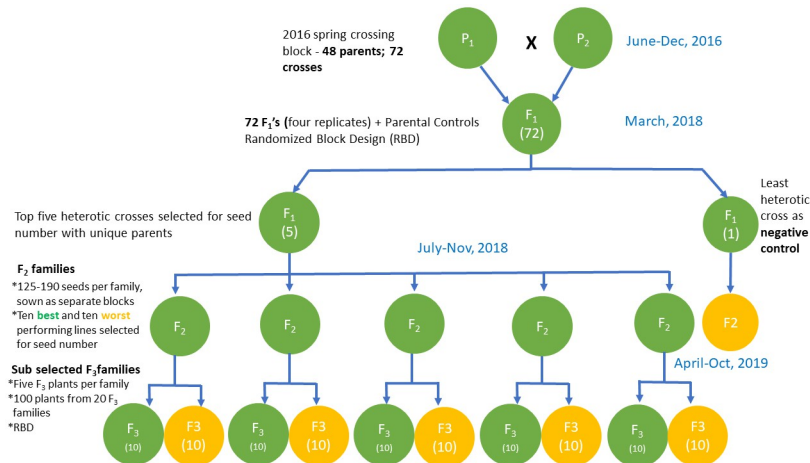 2016 spring crossing
block - 48 parents; 72
crosses
P₁
X
P₂
June-Dec, 2016
72 F₁'s (four replicates) + Parental Controls
Randomized Block Design (RBD)
F₁
(72)
March, 2018
Top five heterotic crosses selected for seed
number with unique parents
F₁
(5)
F₁
(1)
Least
heterotic
cross as
negative
control
July-Nov, 2018
F₂ families
*125-190 seeds per family,
sown as separate blocks
*Ten best and ten worst
performing lines selected
for seed number
F₂
F₂
F₂
F₂
F₂
F2
April-Oct, 2019
Sub selected F₃families
*Five F₃ plants per family
*100 plants from 20 F₃
families
*RBD
F₃
(10)
F3
(10)
F₃
(10)
F3
(10)
F₃
(10)
F3
(10)
F₃
(10)
F3
(10)
F₃
(10)
F3
(10)